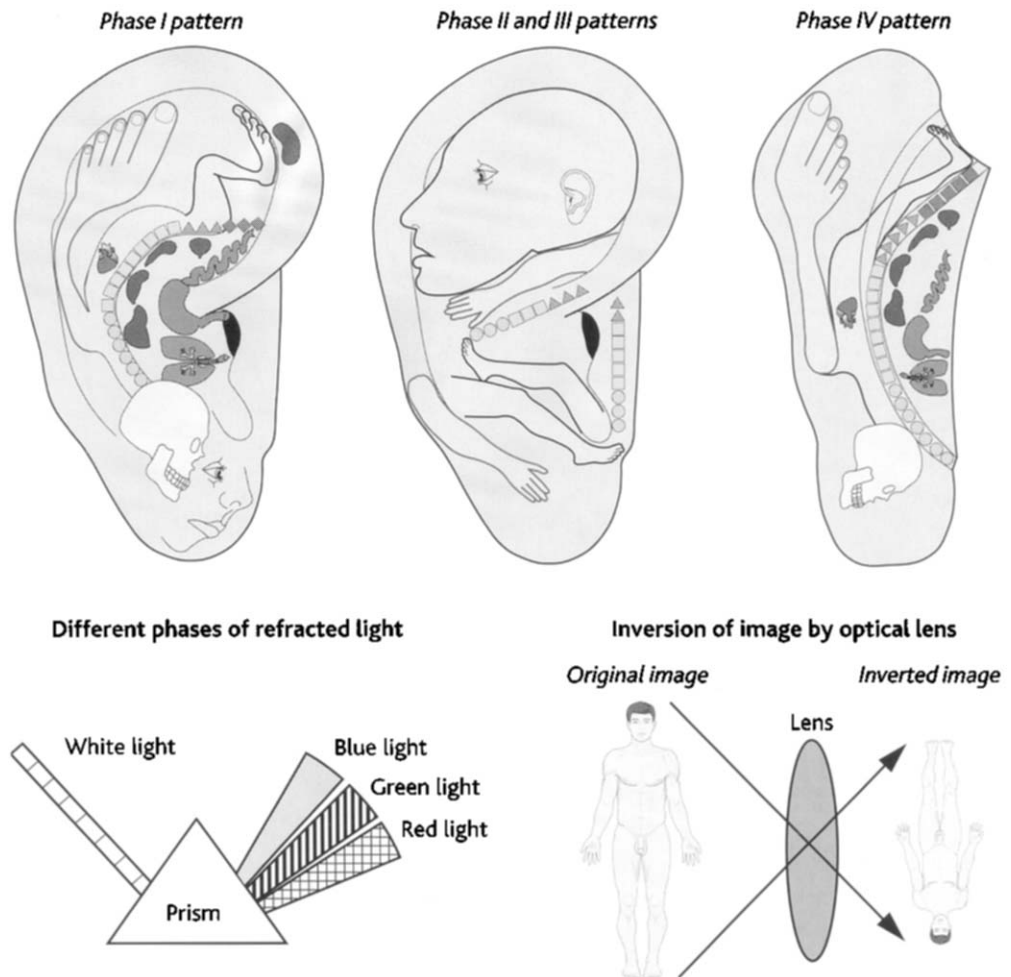 Phase I pattern
Phase II and III patterns
Phase IV pattern
Different phases of refracted light
Inversion of image by optical lens
Original image
Inverted image
White light
Blue light
Lens
Green light
Red light
Prism